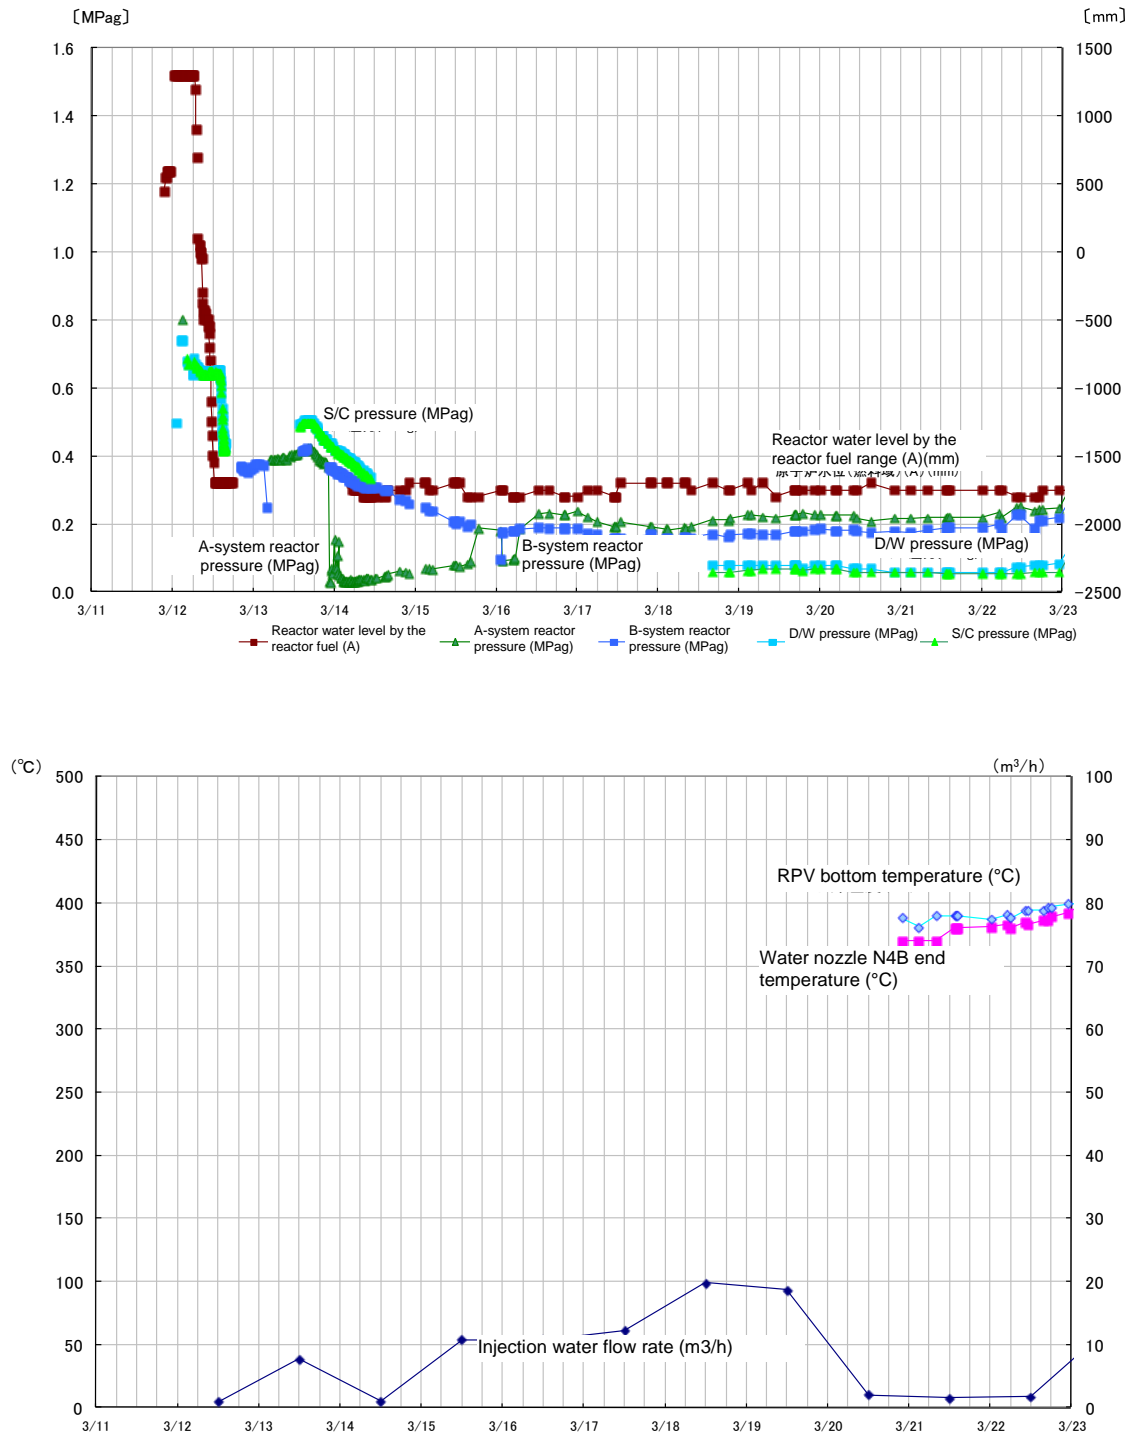 〔MPag〕 〔mm〕
1.6 1500
1.4 1000
1.2 500
1.0 0
0.8 −500
0.6 −1000
S/C pressure (MPag)
Reactor water level by the
reactor fuel range (A)(mm)
0.4 −1500
0.2 −2000
A-system reactor
pressure (MPag)
B-system reactor
pressure (MPag)
D/W pressure (MPag)
0.0 −2500
3/11 3/12 3/13 3/14 3/15 3/16 3/17 3/18 3/19 3/20 3/21 3/22 3/23
Reactor water level by the
reactor fuel (A)
A-system reactor
pressure (MPag)
B-system reactor
pressure (MPag)
D/W pressure (MPag)
S/C pressure (MPag)
(℃) (m³/h)
500 100
450 90
RPV bottom temperature (°C)
400 80
Water nozzle N4B end
temperature (°C)
350 70
300 60
250 50
200 40
150 30
100 20
Injection water flow rate (m3/h)
50 10
0 0
3/11 3/12 3/13 3/14 3/15 3/16 3/17 3/18 3/19 3/20 3/21 3/22 3/23